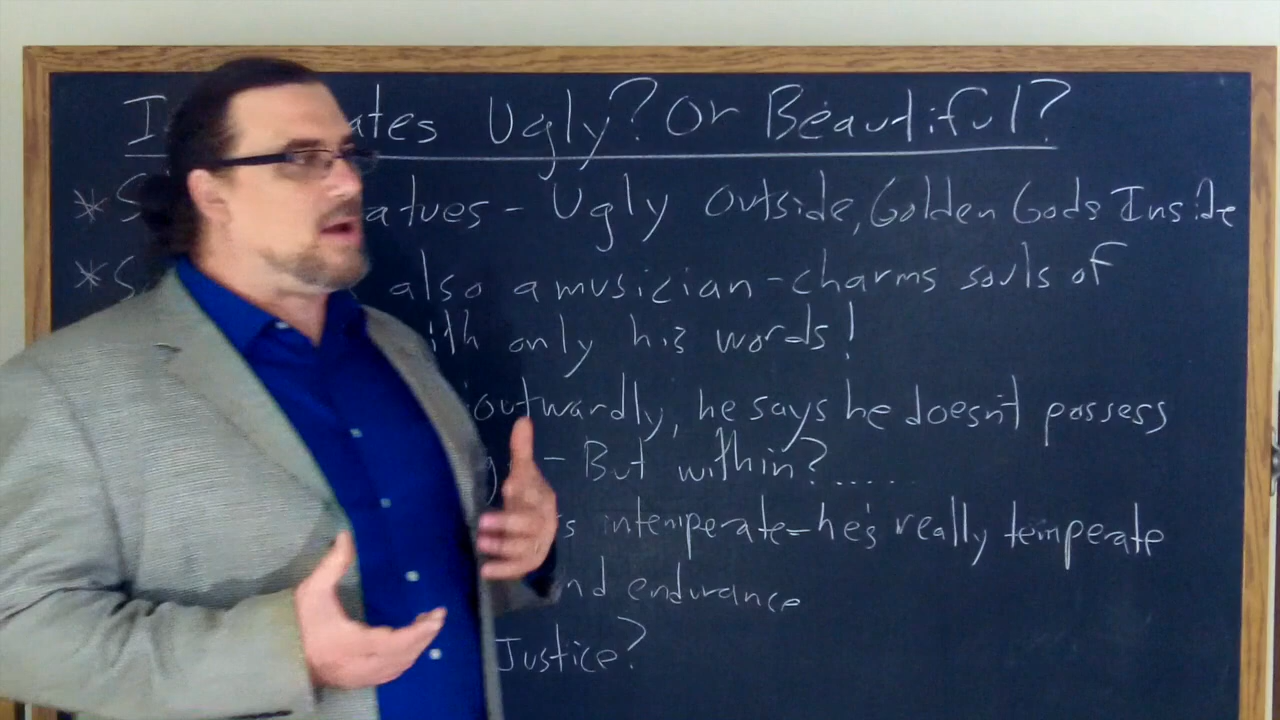 I ates Ugly? Or Beautiful?
* S atues - Ugly outside, Golden Gods Inside
* S also a musician - charms souls of
ith only his words!
outwardly, he says he doesn't possess
- But within?.....
s intemperate - he's really temperate
nd endurance
Justice?